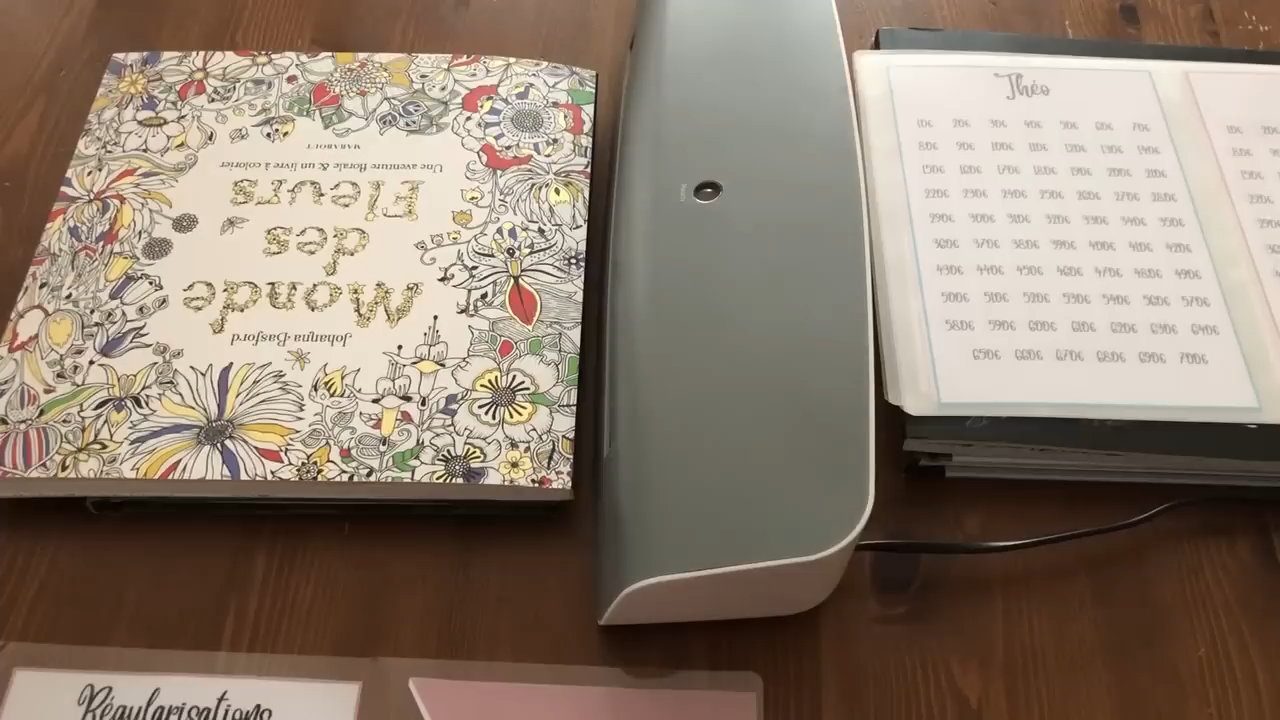 Johanna Basford
Monde
des
Fleurs
Une aventure florale & un livre à colorier
MARABOUT
Théo
10€ 20€ 30€ 40€ 50€ 60€ 70€
80€ 90€ 100€ 110€ 120€ 130€ 140€
150€ 160€ 170€ 180€ 190€ 200€ 210€
220€ 230€ 240€ 250€ 260€ 270€ 280€
290€ 300€ 310€ 320€ 330€ 340€ 350€
360€ 370€ 380€ 390€ 400€ 410€ 420€
430€ 440€ 450€ 460€ 470€ 480€ 490€
500€ 510€ 520€ 530€ 540€ 560€ 570€
580€ 590€ 600€ 610€ 620€ 630€ 640€
650€ 660€ 670€ 680€ 690€ 700€
10€
80€
150€
220€
Régularisations